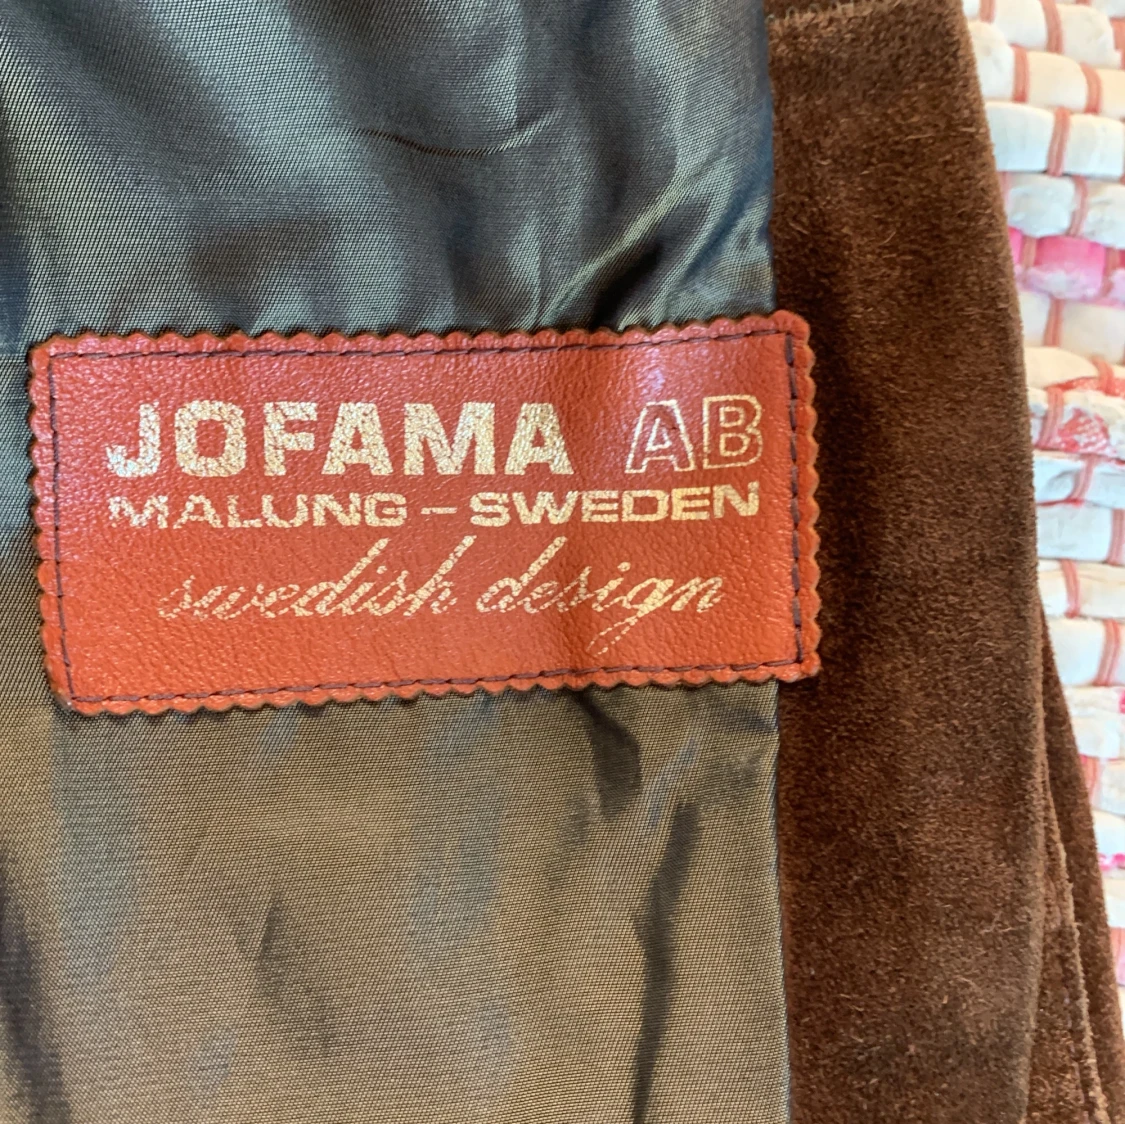 JOFAMA AB
MALUNG – SWEDEN
swedish design